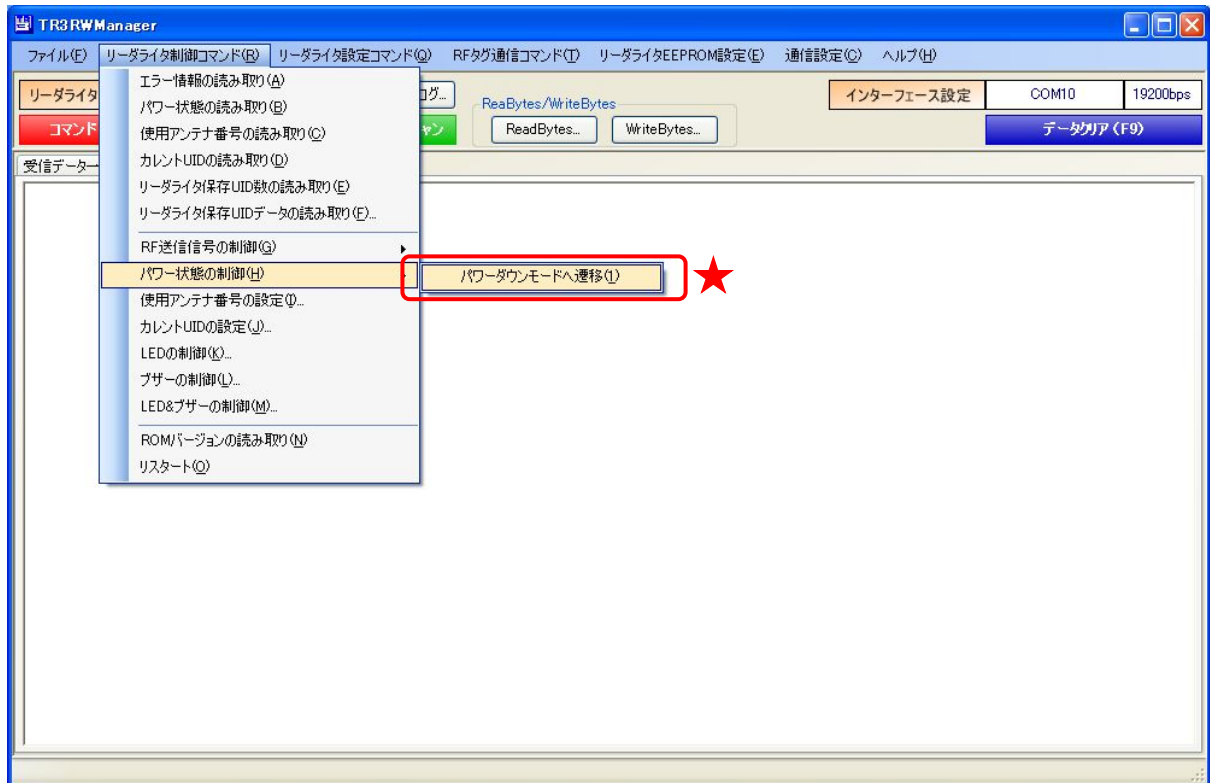 TR3RWManager
ファイル(F) リーダライタ制御コマンド(R) リーダライタ設定コマンド(Q) RFタグ通信コマンド(T) リーダライタEEPROM設定(E) 通信設定(C) ヘルプ(H)
リーダライタ
ログ...
ReaBytes/WriteBytes
インターフェース設定 COM10 19200bps
コマンド
ャン
ReadBytes... WriteBytes...
データクリア(F9)
受信データ
エラー情報の読み取り(A)
パワー状態の読み取り(B)
使用アンテナ番号の読み取り(C)
カレントUIDの読み取り(D)
リーダライタ保存UID数の読み取り(E)
リーダライタ保存UIDデータの読み取り(F)...
RF送信信号の制御(G)
パワー状態の制御(H)
パワーダウンモードへ遷移(1) ★
使用アンテナ番号の設定(I)...
カレントUIDの設定(J)...
LEDの制御(K)...
ブザーの制御(L)...
LED&ブザーの制御(M)...
ROMバージョンの読み取り(N)
リスタート(O)